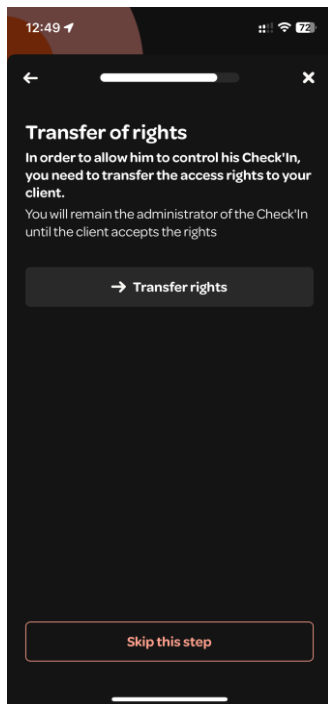 12:49
72
Transfer of rights
In order to allow him to control his Check'In,
you need to transfer the access rights to your
client.
You will remain the administrator of the Check'In
until the client accepts the rights
Transfer rights
Skip this step